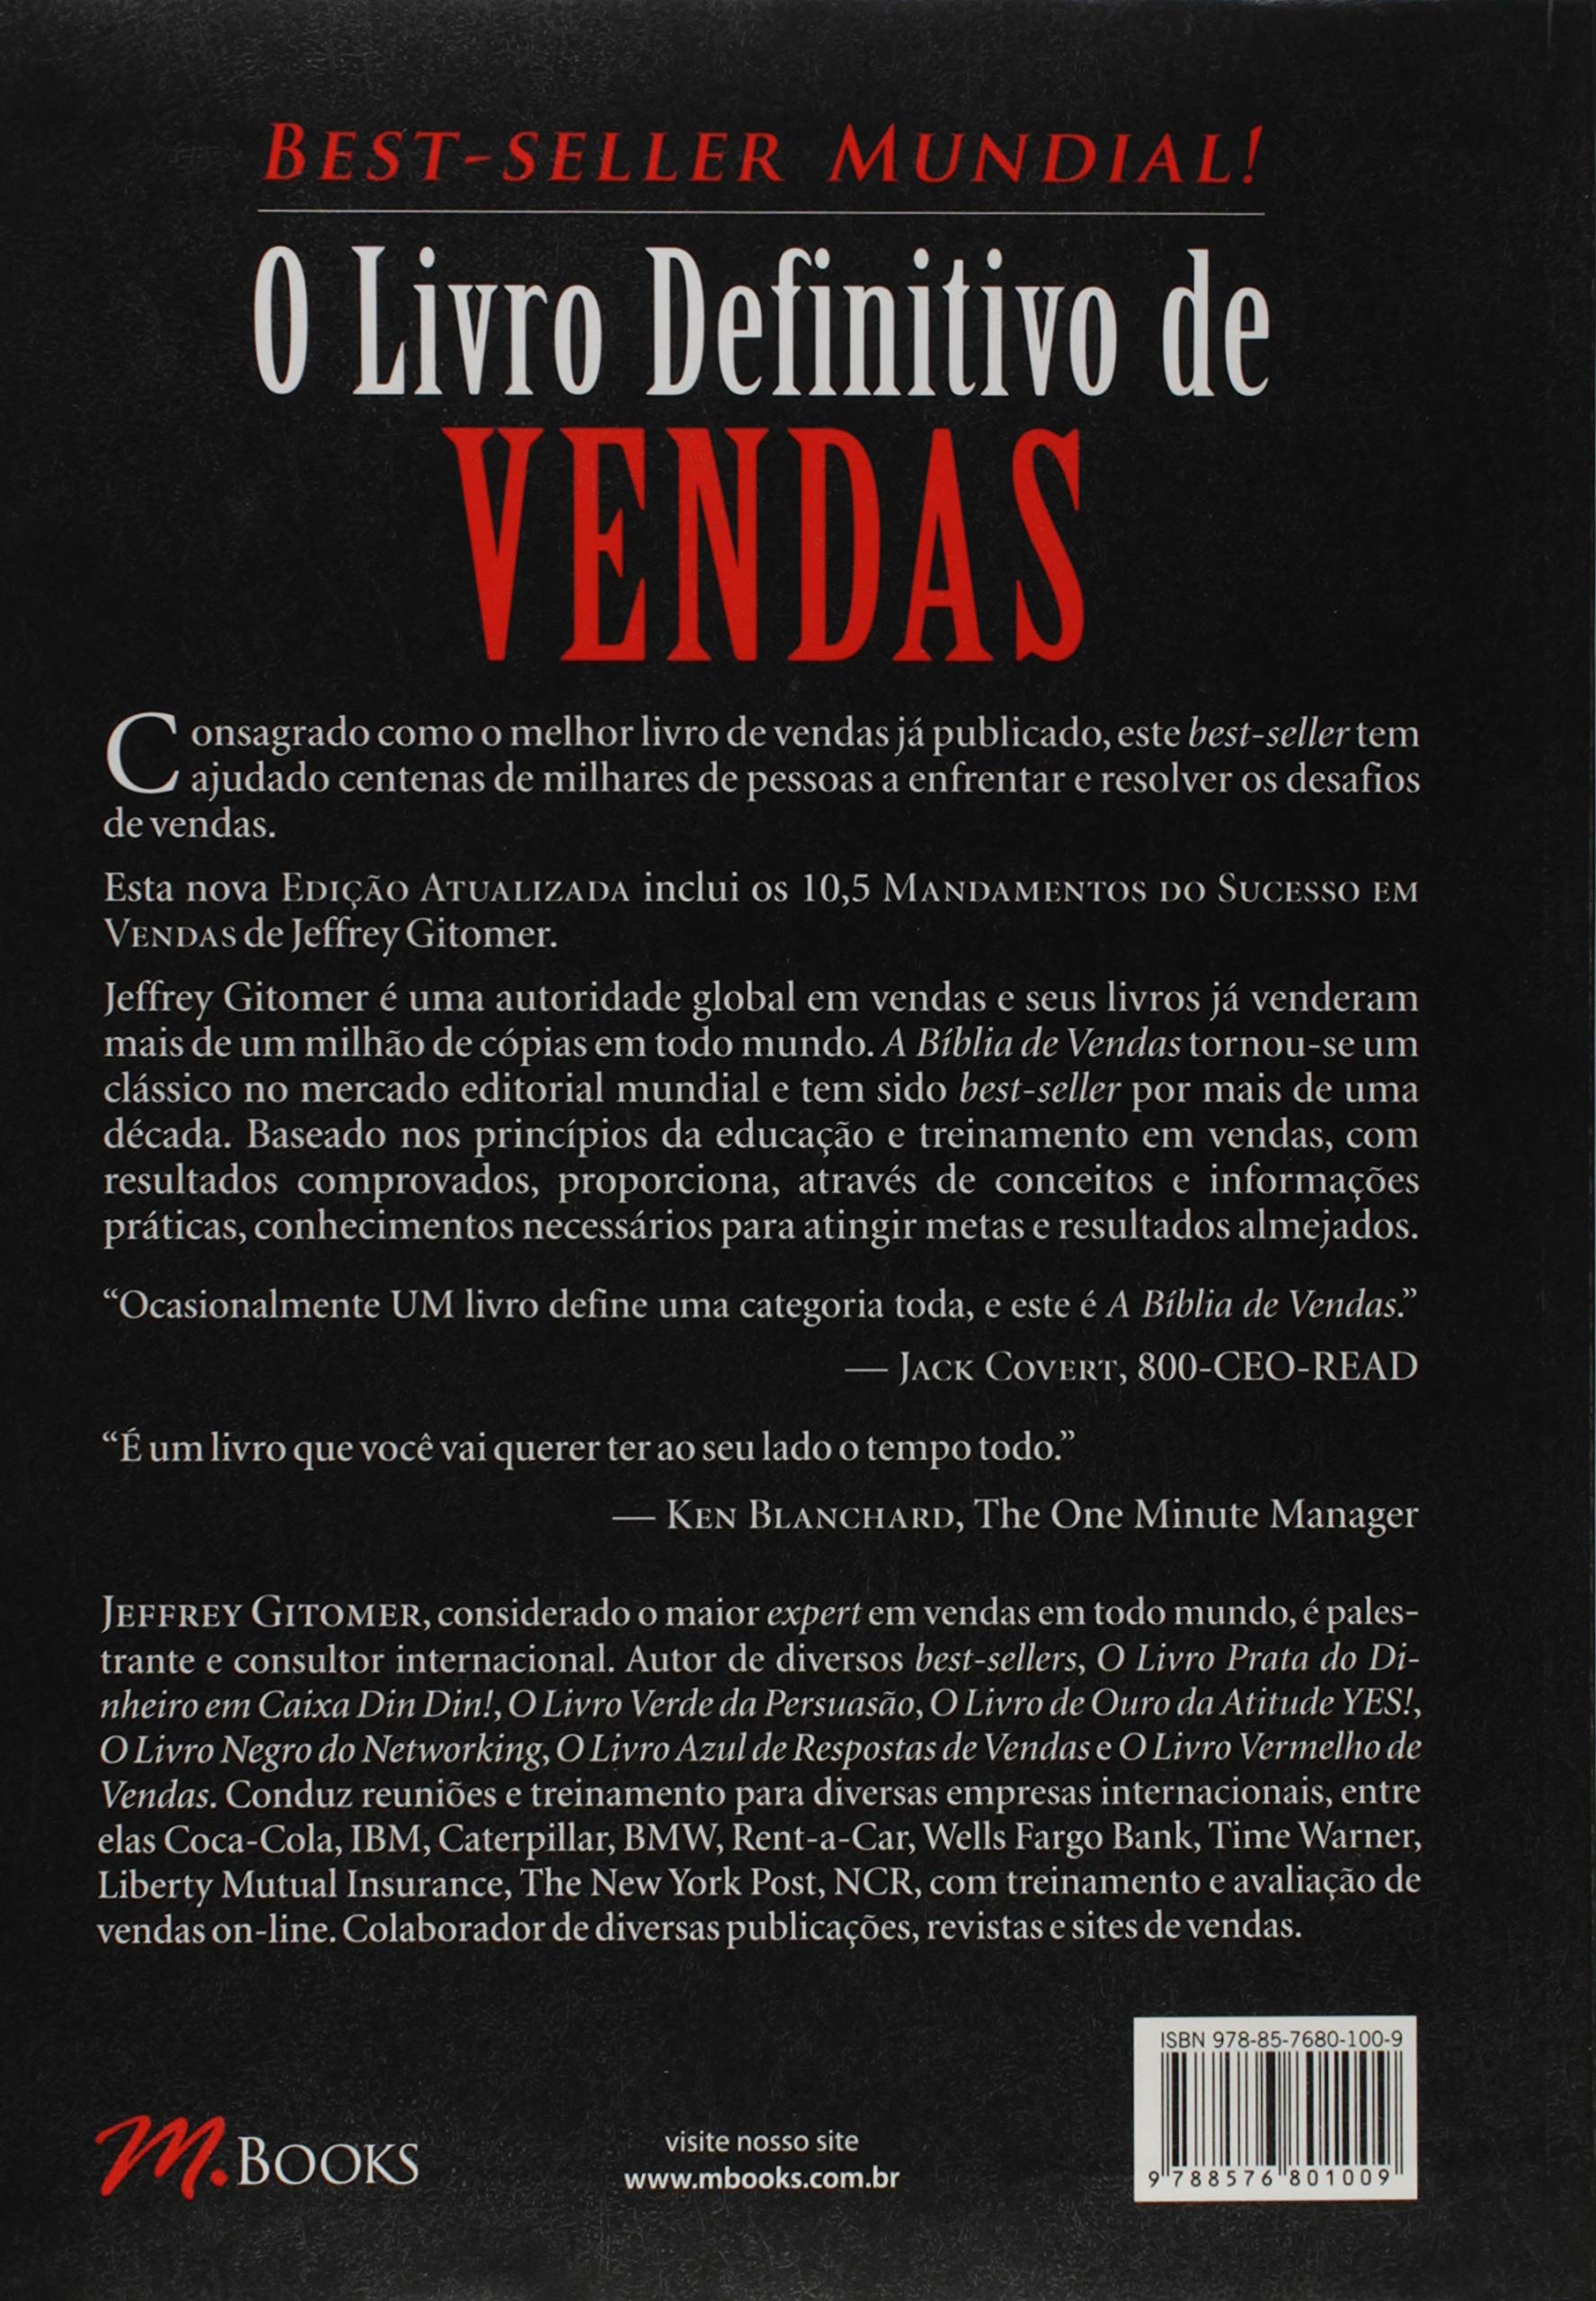 BEST-SELLER MUNDIAL!
O Livro Definitivo de
VENDAS
Consagrado como o melhor livro de vendas já publicado, este best-seller tem
ajudado centenas de milhares de pessoas a enfrentar e resolver os desafios
de vendas.
Esta nova EDIÇÃO ATUALIZADA inclui os 10,5 MANDAMENTOS DO SUCESSO EM
VENDAS de Jeffrey Gitomer.
Jeffrey Gitomer é uma autoridade global em vendas e seus livros já venderam
mais de um milhão de cópias em todo mundo. A Bíblia de Vendas tornou-se um
clássico no mercado editorial mundial e tem sido best-seller por mais de uma
década. Baseado nos princípios da educação e treinamento em vendas, com
resultados comprovados, proporciona, através de conceitos e informações
práticas, conhecimentos necessários para atingir metas e resultados almejados.
“Ocasionalmente UM livro define uma categoria toda, e este é A Bíblia de Vendas.”
— JACK COVERT, 800-CEO-READ
“É um livro que você vai querer ter ao seu lado o tempo todo.”
— KEN BLANCHARD, The One Minute Manager
JEFFREY GITOMER, considerado o maior expert em vendas em todo mundo, é pales-
trante e consultor internacional. Autor de diversos best-sellers, O Livro Prata do Di-
nheiro em Caixa Din Din!, O Livro Verde da Persuasão, O Livro de Ouro da Atitude YES!,
O Livro Negro do Networking, O Livro Azul de Respostas de Vendas e O Livro Vermelho de
Vendas. Conduz reuniões e treinamento para diversas empresas internacionais, entre
elas Coca-Cola, IBM, Caterpillar, BMW, Rent-a-Car, Wells Fargo Bank, Time Warner,
Liberty Mutual Insurance, The New York Post, NCR, com treinamento e avaliação de
vendas on-line. Colaborador de diversas publicações, revistas e sites de vendas.
ISBN 978-85-7680-100-9
9 788576 801009
M.BOOKS
visite nosso site
www.mbooks.com.br